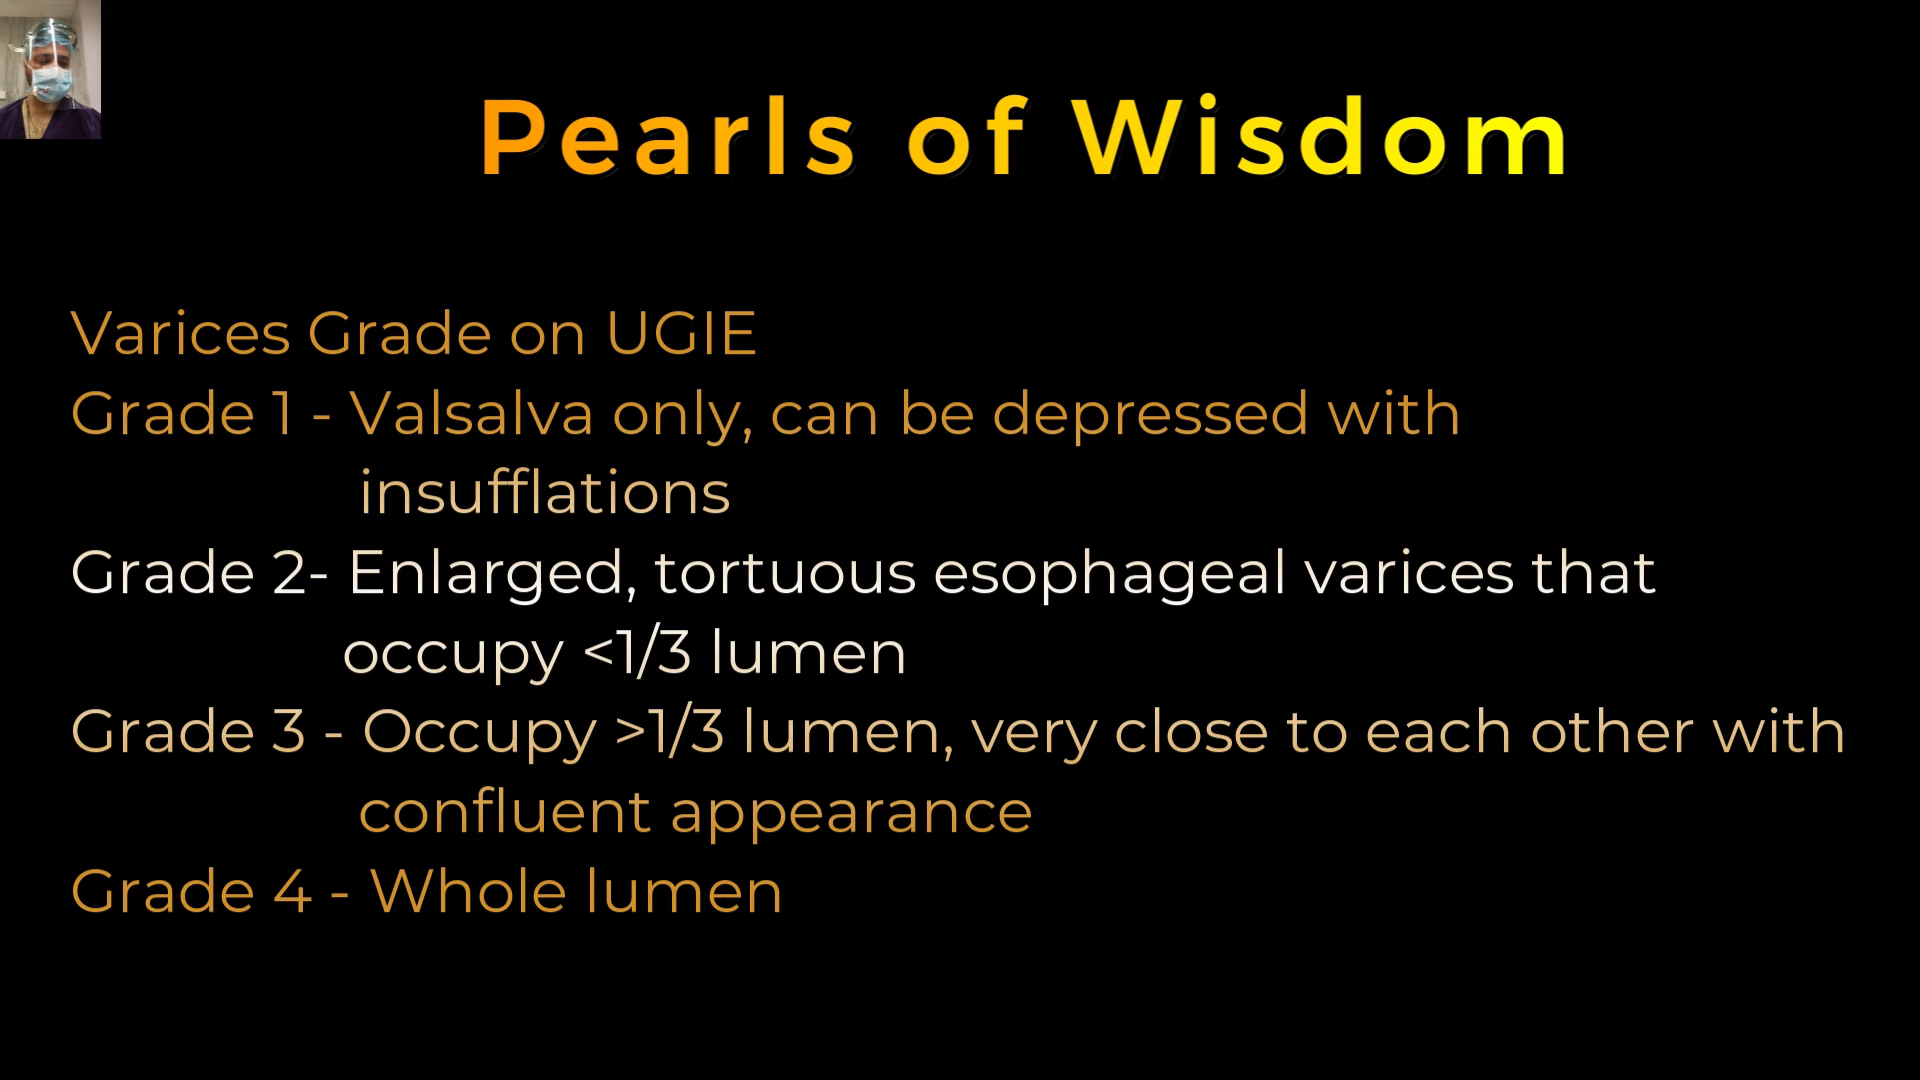 Pearls of Wisdom
Varices Grade on UGIE
Grade 1 - Valsalva only, can be depressed with
insufflations
Grade 2- Enlarged, tortuous esophageal varices that
occupy <1/3 lumen
Grade 3 - Occupy >1/3 lumen, very close to each other with
confluent appearance
Grade 4 - Whole lumen